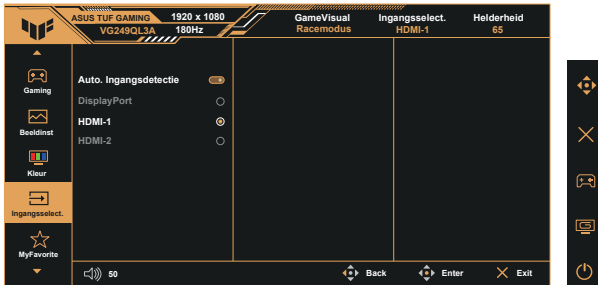 ASUS TUF GAMING 1920 x 1080
VG249QL3A 180Hz
GameVisual
Racemodus
Ingangsselect.
HDMI-1
Helderheid
65
Gaming
Beeldinst
Kleur
Ingangsselect.
MyFavorite
Auto. Ingangsdetectie
DisplayPort
HDMI-1
HDMI-2
50
Back Enter Exit